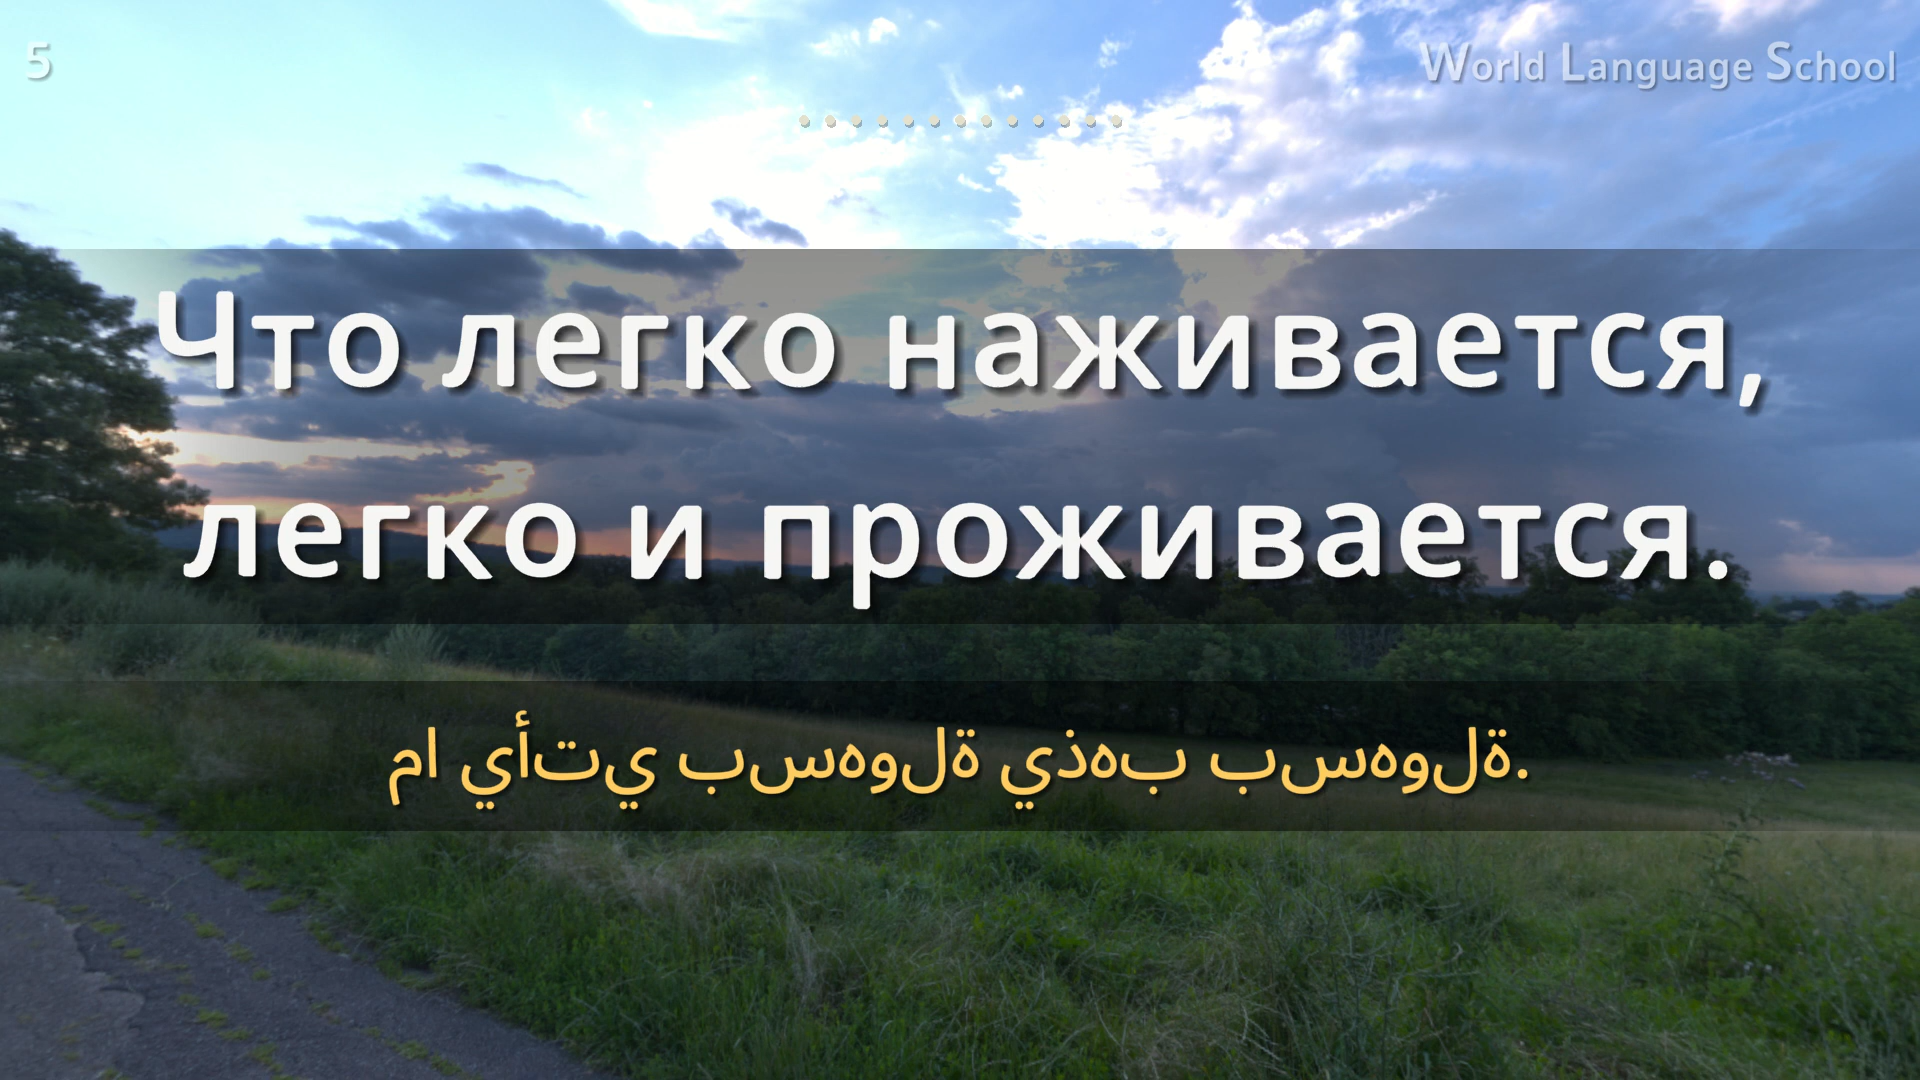 5
World Language School
Что легко наживается,
легко и проживается.
ما يأتي بسهولة يذهب بسهولة.